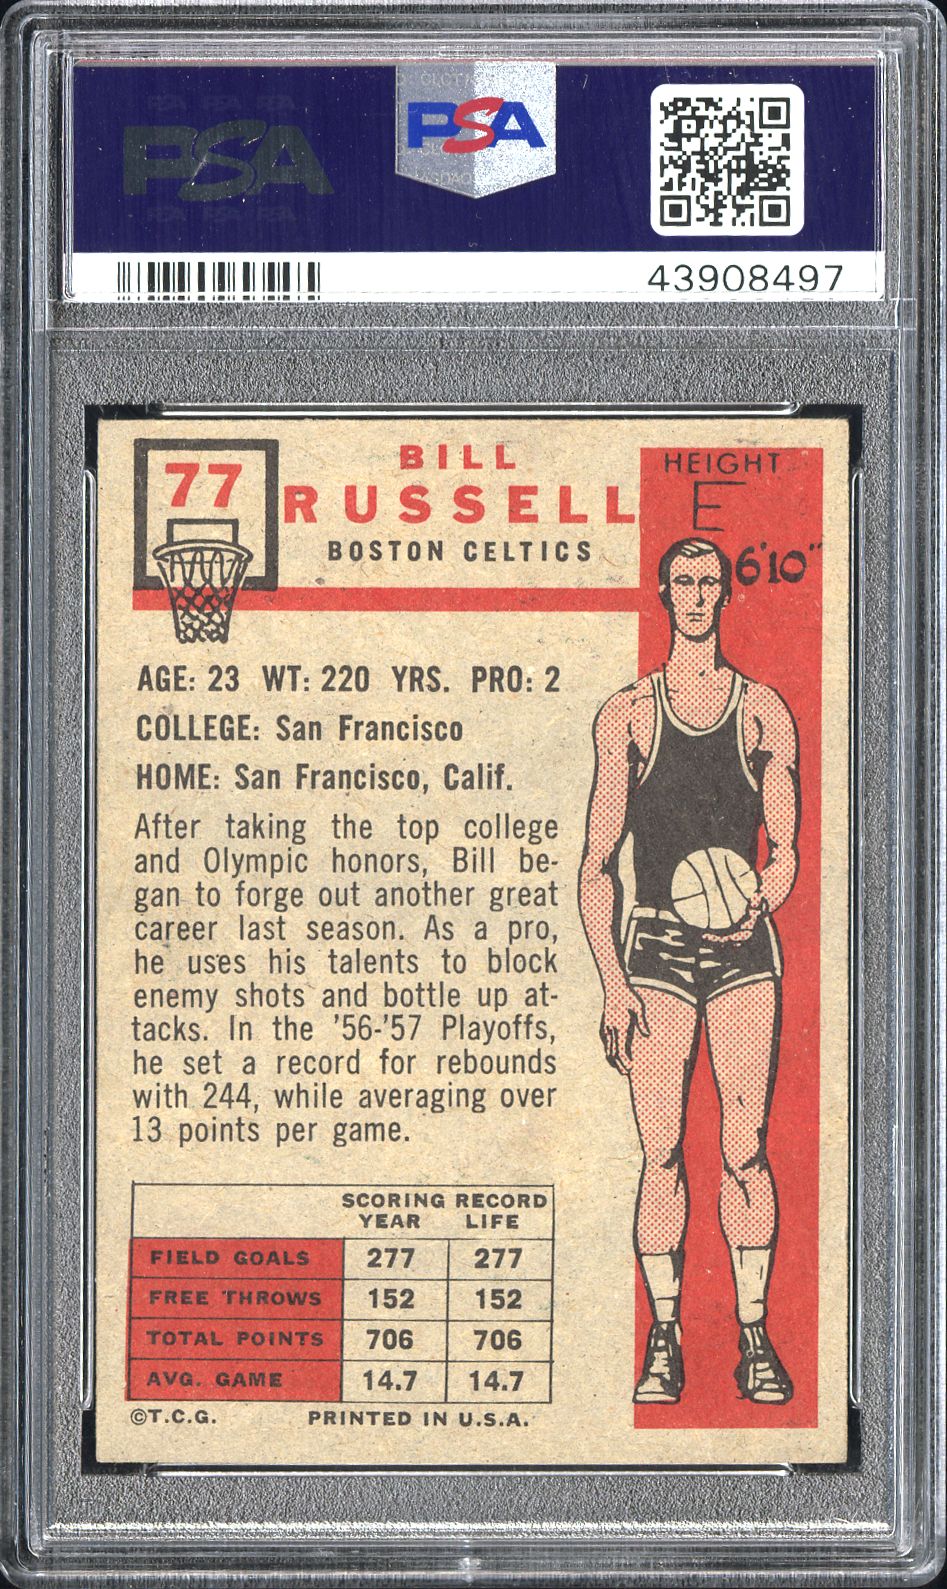 PSA
PSA
43908497
77
BILL
RUSSELL
BOSTON CELTICS
HEIGHT
E
6'10"
AGE: 23 WT: 220 YRS. PRO: 2
COLLEGE: San Francisco
HOME: San Francisco, Calif.
After taking the top college
and Olympic honors, Bill be-
gan to forge out another great
career last season. As a pro,
he uses his talents to block
enemy shots and bottle up at-
tacks. In the '56-'57 Playoffs,
he set a record for rebounds
with 244, while averaging over
13 points per game.
SCORING RECORD
YEAR LIFE
FIELD GOALS 277 277
FREE THROWS 152 152
TOTAL POINTS 706 706
AVG. GAME 14.7 14.7
©T.C.G. PRINTED IN U.S.A.